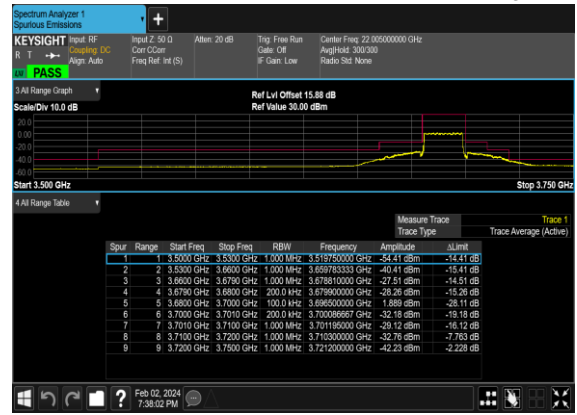 Spectrum Analyzer 1
Spurious Emissions
+
KEYSIGHT Input: RF Input Z: 50 Ω Atten: 20 dB Trig: Free Run Center Freq: 22.005000000 GHz
R T Coupling: DC Corr CCorr Gate: Off Avg|Hold: 300/300
Align: Auto Freq Ref: Int (S) IF Gain: Low Radio Std: None
PASS
3 All Range Graph
Ref Lvl Offset 15.88 dB
Scale/Div 10.0 dB Ref Value 30.00 dBm
20.0
0.00
-20.0
-40.0
-60.0
Start 3.500 GHz Stop 3.750 GHz
4 All Range Table
Measure Trace Trace 1
Trace Type Trace Average (Active)
Spur Range Start Freq Stop Freq RBW Frequency Amplitude ΔLimit
1 1 3.5000 GHz 3.5300 GHz 1.000 MHz 3.519750000 GHz -54.41 dBm -14.41 dB
2 2 3.5300 GHz 3.6600 GHz 1.000 MHz 3.659783333 GHz -40.41 dBm -15.41 dB
3 3 3.6600 GHz 3.6790 GHz 1.000 MHz 3.678810000 GHz -27.51 dBm -14.51 dB
4 4 3.6790 GHz 3.6800 GHz 200.0 kHz 3.679900000 GHz -28.26 dBm -15.26 dB
5 5 3.6800 GHz 3.7000 GHz 100.0 kHz 3.696500000 GHz 1.889 dBm -28.11 dB
6 6 3.7000 GHz 3.7010 GHz 200.0 kHz 3.700086667 GHz -32.18 dBm -19.18 dB
7 7 3.7010 GHz 3.7100 GHz 1.000 MHz 3.701195000 GHz -29.12 dBm -16.12 dB
8 8 3.7100 GHz 3.7200 GHz 1.000 MHz 3.710300000 GHz -32.76 dBm -7.763 dB
9 9 3.7200 GHz 3.7500 GHz 1.000 MHz 3.721200000 GHz -42.23 dBm -2.228 dB
? Feb 02, 2024
7:38:02 PM